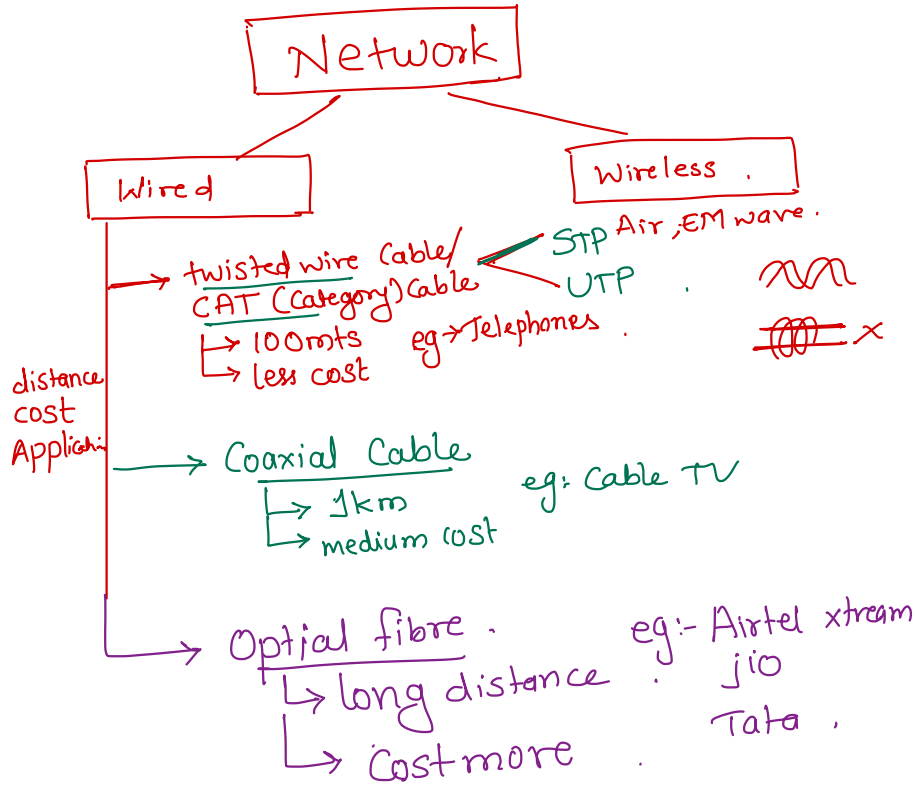 Network
Wired
Wireless .
Air, EM wave.
twisted wire Cable/
CAT (Category) Cable
STP
UTP
100mts
less cost
eg→Telephones.
x
distance
cost
Coaxial Cable
1km
medium cost
eg: Cable TV
Optial fibre.
long distance
Cost more
eg:- Airtel xtream
jio
Tata.